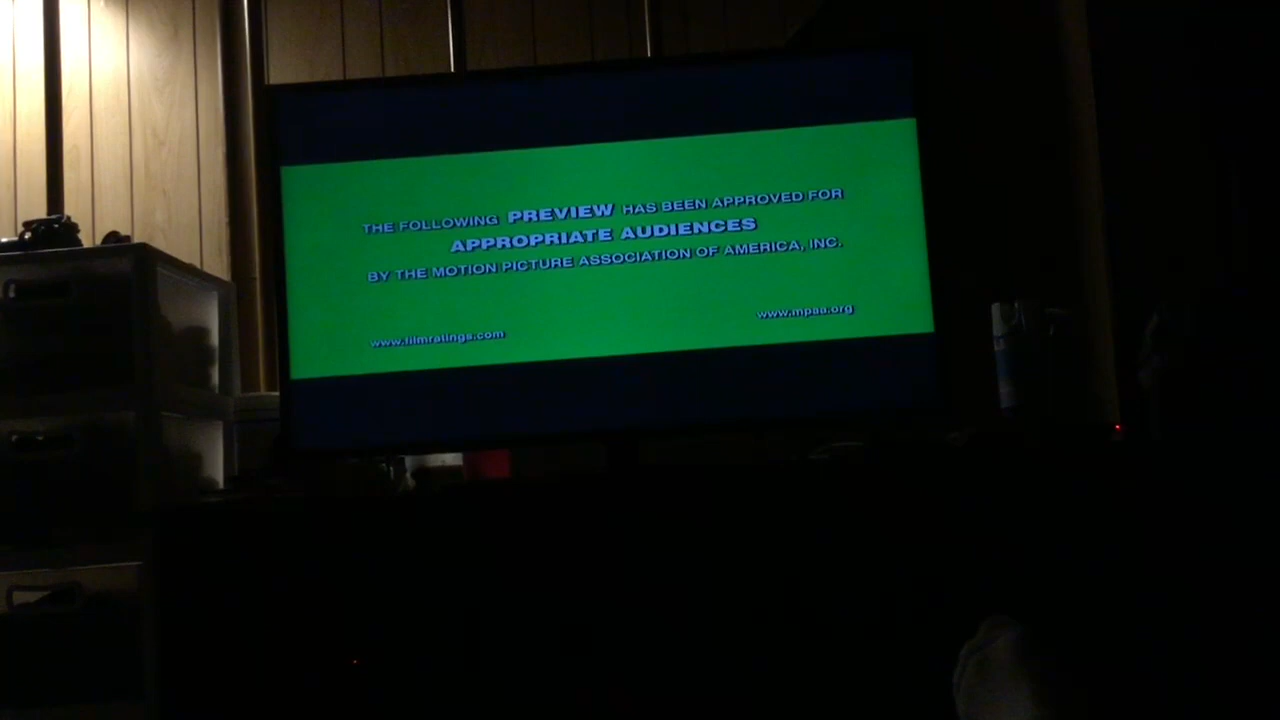 THE FOLLOWING PREVIEW HAS BEEN APPROVED FOR
APPROPRIATE AUDIENCES
BY THE MOTION PICTURE ASSOCIATION OF AMERICA, INC.
www.filmratings.com
www.mpaa.org